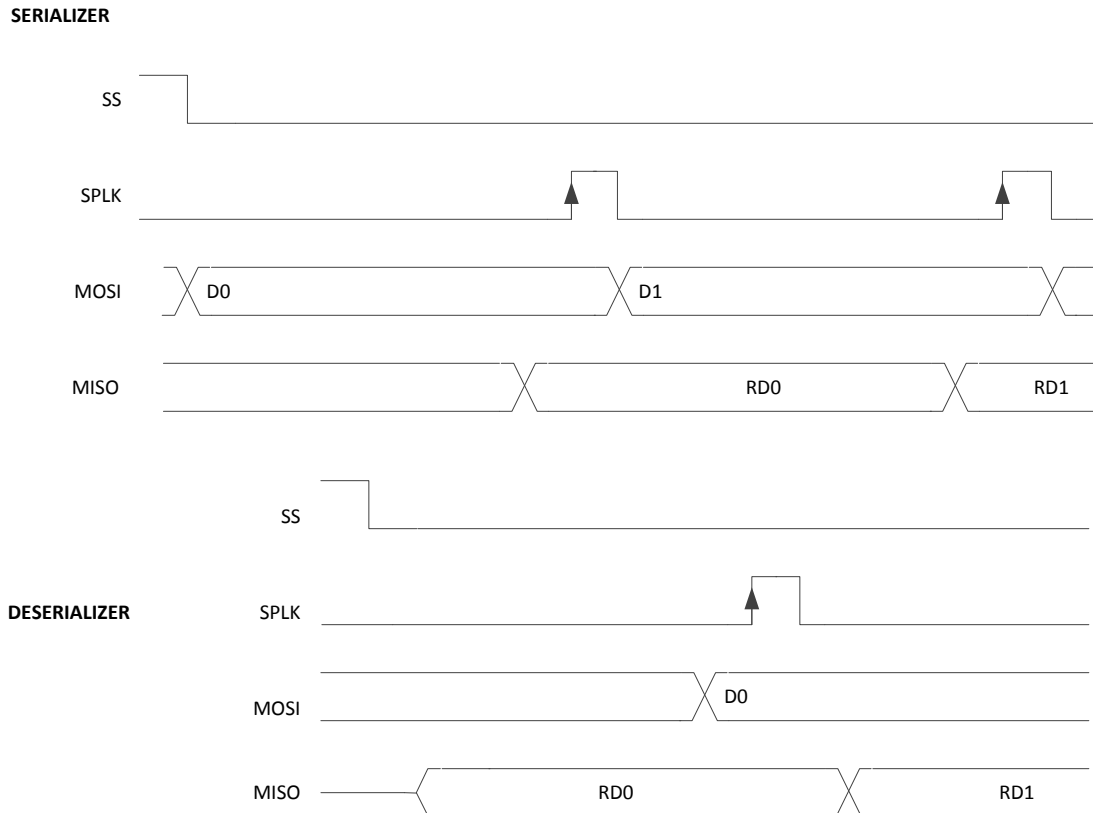 SERIALIZER
SS
SPLK
MOSI D0 D1
MISO RD0 RD1
SS
DESERIALIZER SPLK
MOSI D0
MISO RD0 RD1